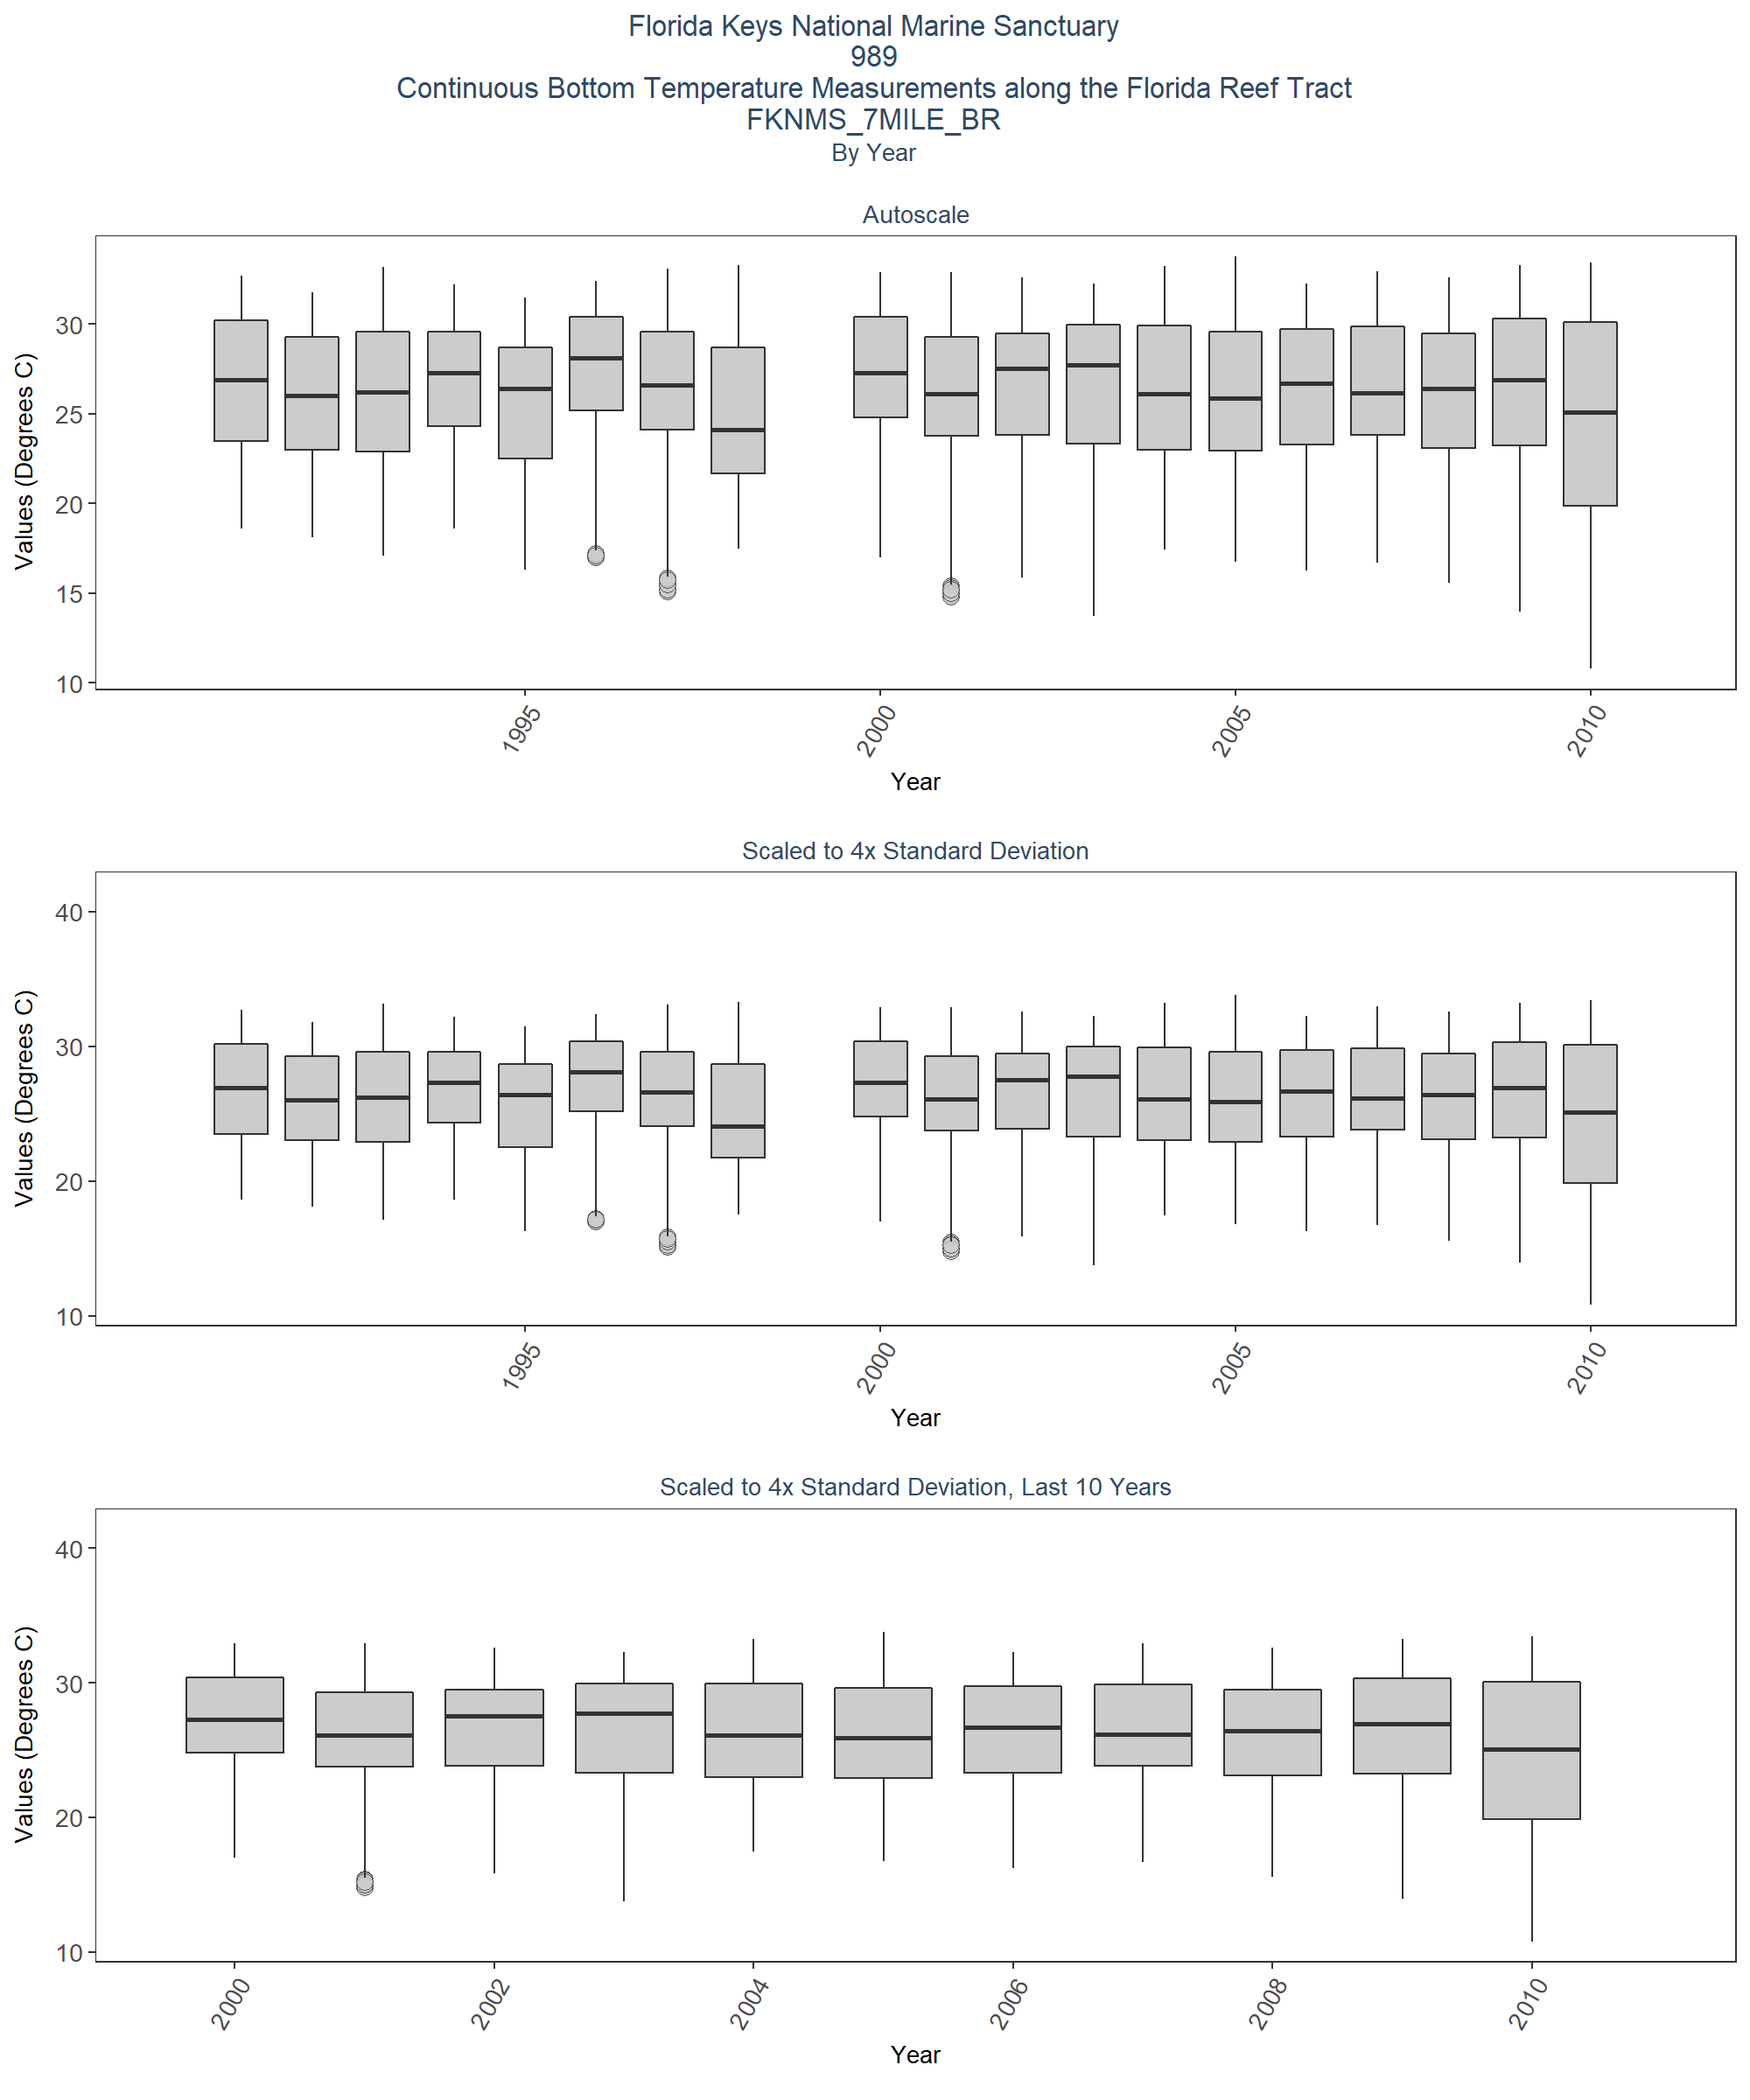 Florida Keys National Marine Sanctuary
989
Continuous Bottom Temperature Measurements along the Florida Reef Tract
FKNMS_7MILE_BR
By Year
Autoscale
Values (Degrees C)
30
25
20
15
10
1995
2000
2005
2010
Year
Scaled to 4x Standard Deviation
Values (Degrees C)
40
30
20
10
1995
2000
2005
2010
Year
Scaled to 4x Standard Deviation, Last 10 Years
Values (Degrees C)
40
30
20
10
2000
2002
2004
2006
2008
2010
Year